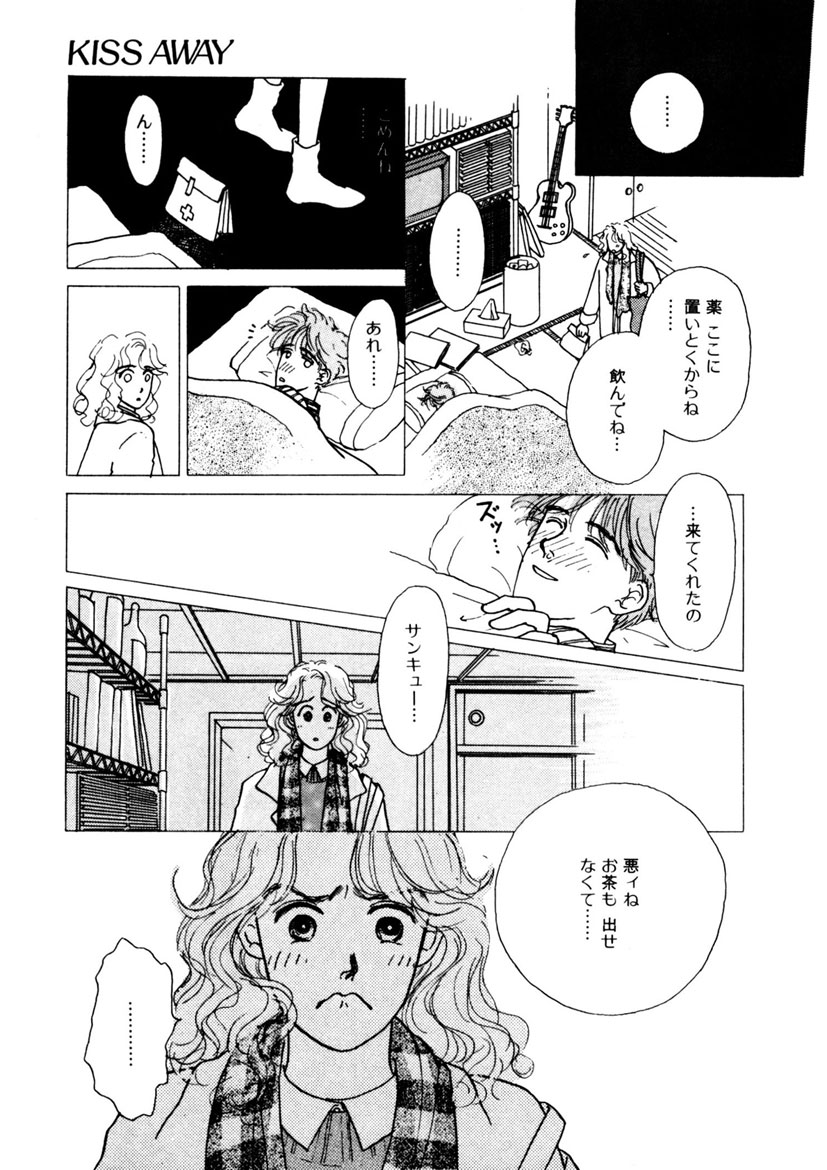 KISS AWAY
……
薬 ここに
置いとくからね
……
飲んでね…
……
ごめんね
……
ん……
あれ……
…来てくれたの
ズッ…
サンキュー…
悪ィね
お茶も 出せ
なくて……
…………